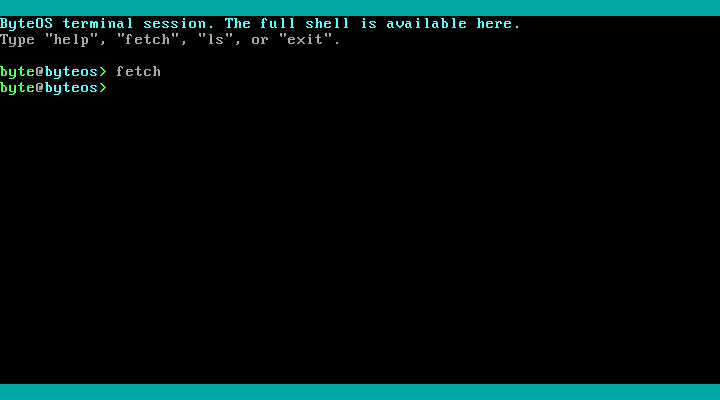 ByteOS terminal session. The full shell is available here.
Type "help", "fetch", "ls", or "exit".
byte@byteos> fetch
byte@byteos>